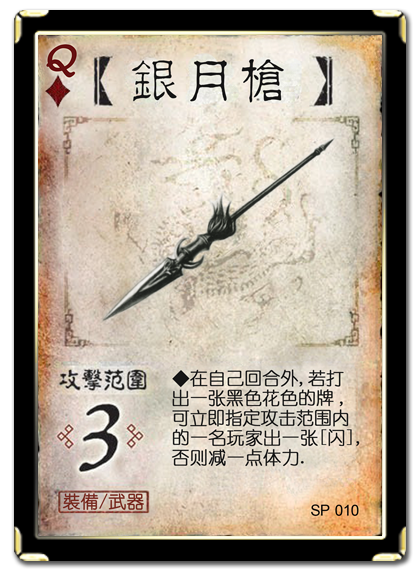 Q
【銀月槍】
攻擊范圍
3
◆在自己回合外,若打
出一张黑色花色的牌,
可立即指定攻击范围内
的一名玩家出一张[闪],
否则减一点体力.
裝備/武器
SP 010